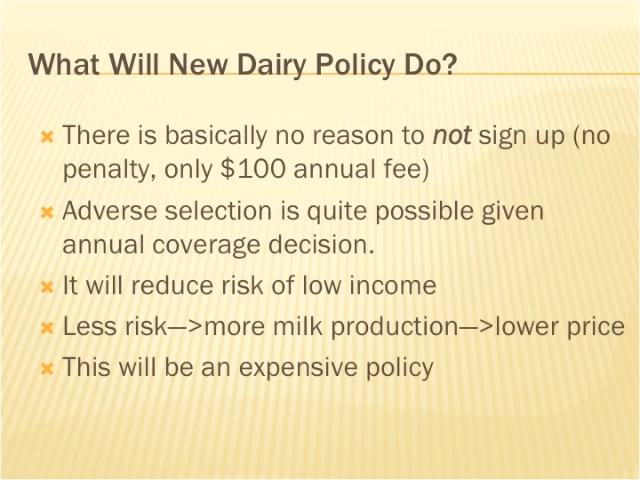 What Will New Dairy Policy Do?
There is basically no reason to not sign up (no
penalty, only $100 annual fee)
Adverse selection is quite possible given
annual coverage decision.
It will reduce risk of low income
Less risk—>more milk production—>lower price
This will be an expensive policy